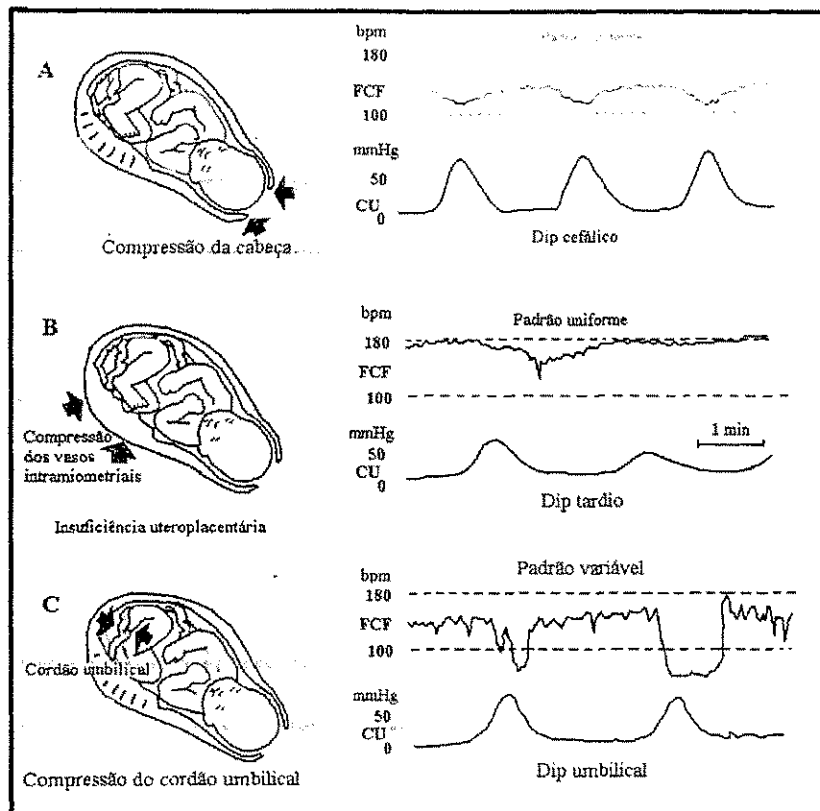 A
bpm
180
FCF
100
mmHg
50
CU
0
Compressão da cabeça
Dip cefálico
B
bpm
Padrão uniforme
180
FCF
100
mmHg
1 min
50
CU
0
Compressão
dos vasos
intramiometriais
Dip tardio
Insuficiência uteroplacentária
bpm
Padrão variável
C
180
FCF
100
Cordão umbilical
mmHg
50
CU
0
Compressão do cordão umbilical
Dip umbilical